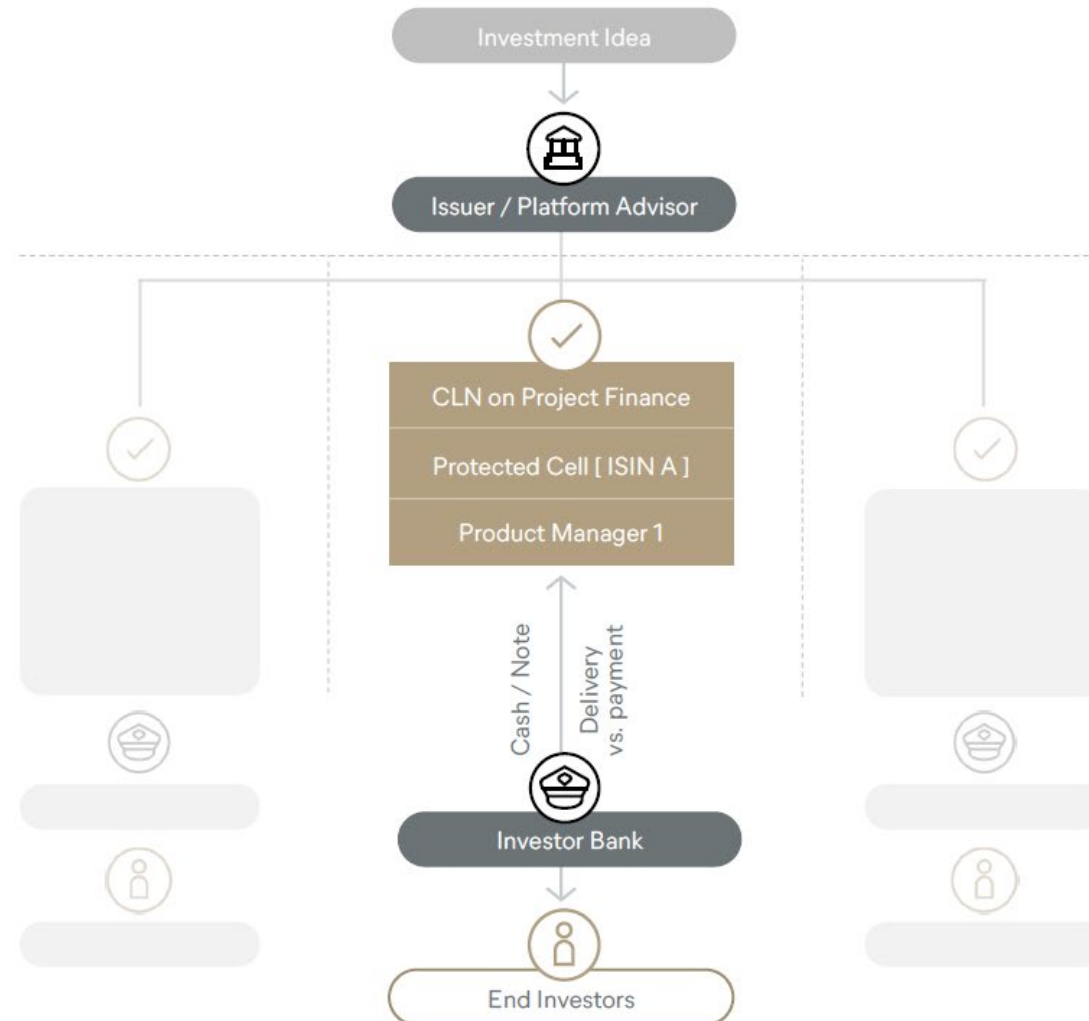 Investment Idea
Issuer / Platform Advisor
CLN on Project Finance
Protected Cell [ ISIN A ]
Product Manager 1
Cash / Note
Delivery
vs. payment
Investor Bank
End Investors